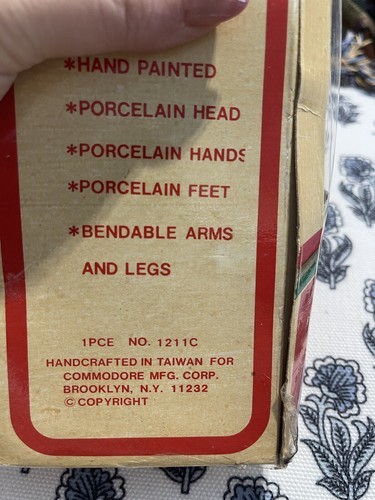 *HAND PAINTED
*PORCELAIN HEAD
*PORCELAIN HANDS
*PORCELAIN FEET
*BENDABLE ARMS
AND LEGS
1PCE NO. 1211C
HANDCRAFTED IN TAIWAN FOR
COMMODORE MFG. CORP.
BROOKLYN, N.Y. 11232
© COPYRIGHT